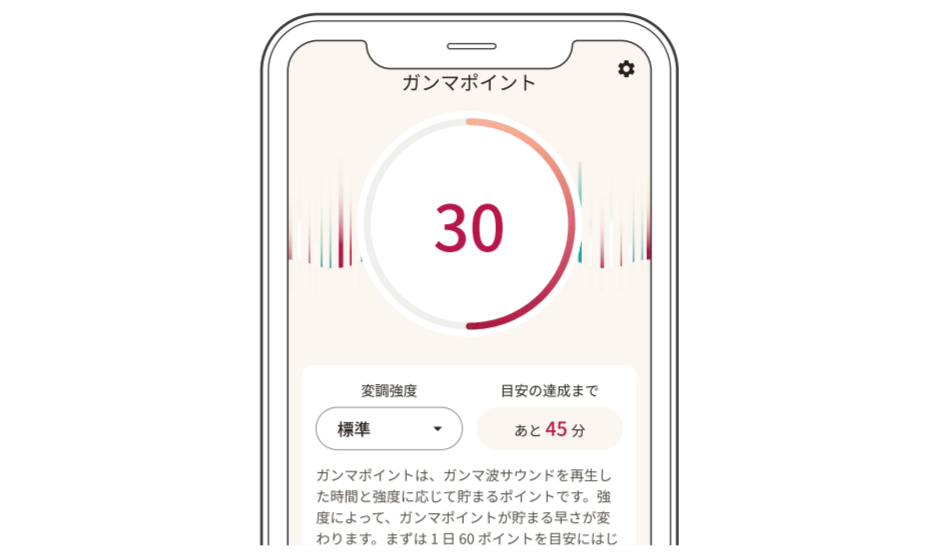 ガンマポイント
30
変調強度
目安の達成まで
標準
あと 45 分
ガンマポイントは、ガンマ波サウンドを再生し
た時間と強度に応じて貯まるポイントです。強
度によって、ガンマポイントが貯まる早さが変
わります。まずは 1 日 60 ポイントを目安にはじ